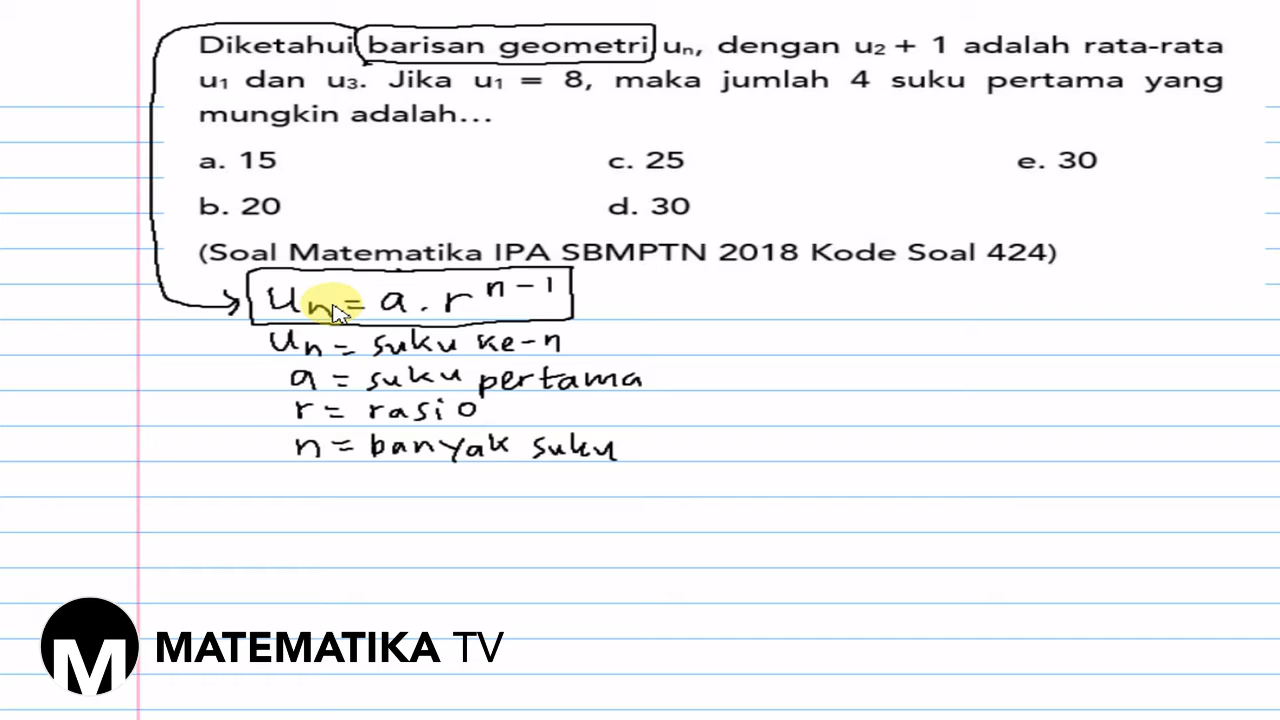 Diketahui barisan geometri uₙ, dengan u₂ + 1 adalah rata-rata
u₁ dan u₃. Jika u₁ = 8, maka jumlah 4 suku pertama yang
mungkin adalah...
a. 15 c. 25 e. 30
b. 20 d. 30
(Soal Matematika IPA SBMPTN 2018 Kode Soal 424)
Uₙ = a . r ⁿ⁻¹
Uₙ = suku ke-n
a = suku pertama
r = rasio
n = banyak suku
M MATEMATIKA TV